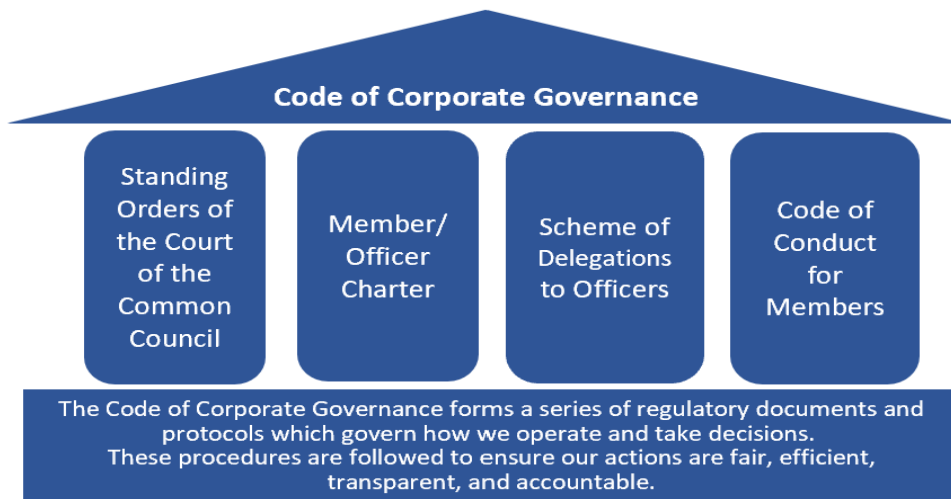 Code of Corporate Governance
Standing
Orders of
the Court
of the
Common
Council
Member/
Officer
Charter
Scheme of
Delegations
to Officers
Code of
Conduct
for
Members
The Code of Corporate Governance forms a series of regulatory documents and
protocols which govern how we operate and take decisions.
These procedures are followed to ensure our actions are fair, efficient,
transparent, and accountable.